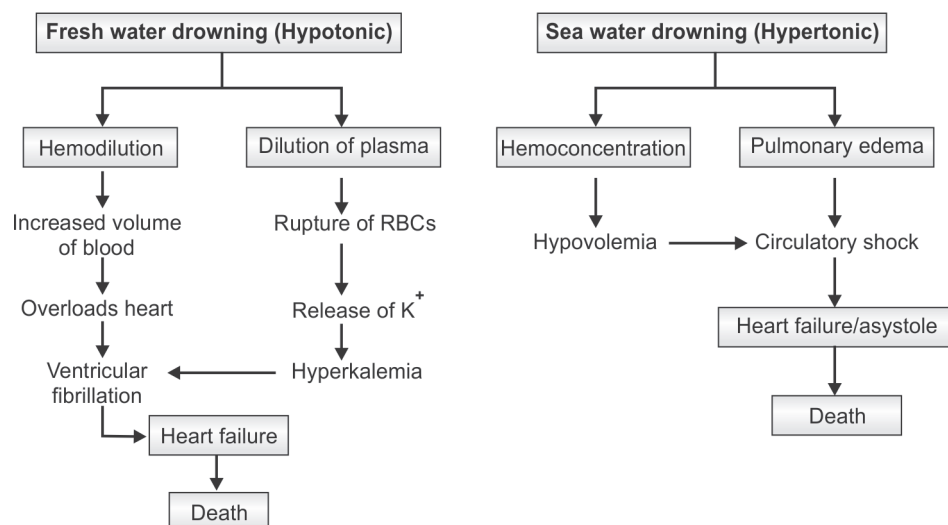 Fresh water drowning (Hypotonic)
Hemodilution
Dilution of plasma
Increased volume
of blood
Rupture of RBCs
Overloads heart
Release of K+
Ventricular
fibrillation
Hyperkalemia
Heart failure
Death
Sea water drowning (Hypertonic)
Hemoconcentration
Pulmonary edema
Hypovolemia
Circulatory shock
Heart failure/asystole
Death